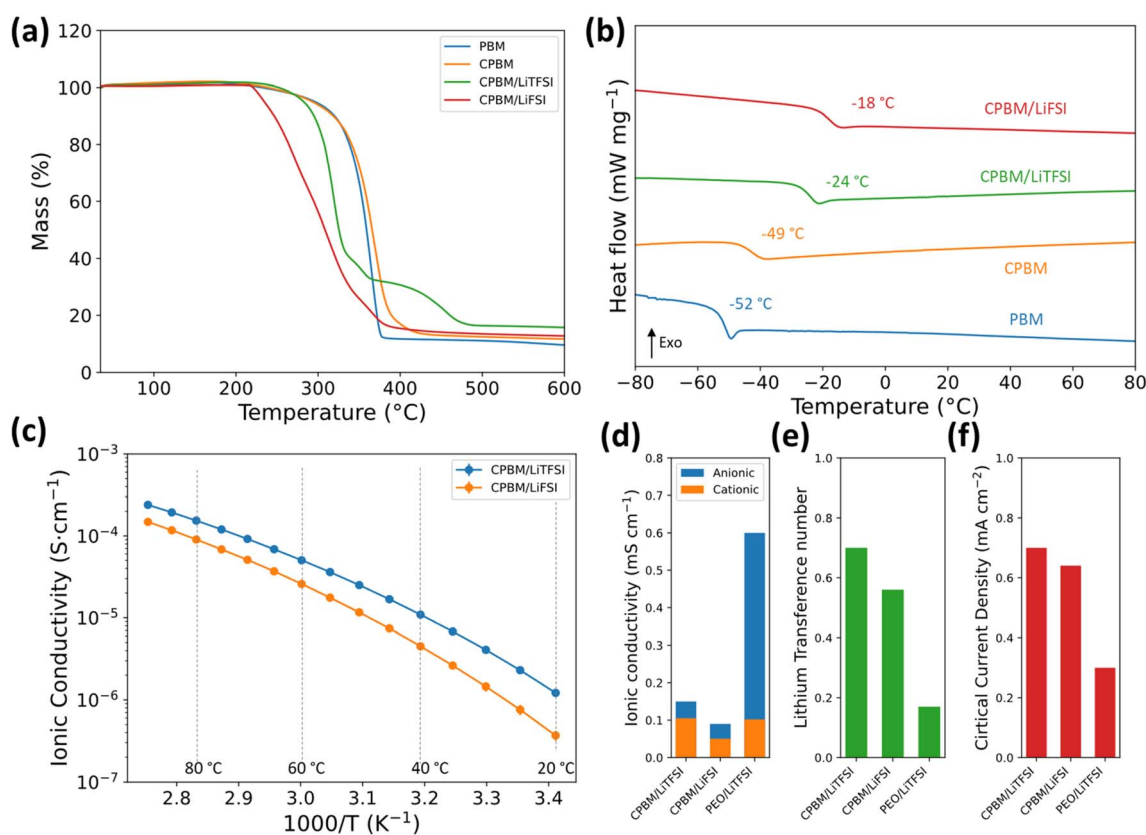 (a)
120
100
80
60
40
20
0
Mass (%)
100
200
300
400
500
600
Temperature (°C)
PBM
CPBM
CPBM/LiTFSI
CPBM/LiFSI
(b)
Heat flow (mW mg⁻¹)
-18 °C
CPBM/LiFSI
-24 °C
CPBM/LiTFSI
-49 °C
CPBM
-52 °C
PBM
Exo
−80
−60
−40
−20
0
20
40
60
80
Temperature (°C)
(c)
10⁻³
10⁻⁴
10⁻⁵
10⁻⁶
10⁻⁷
Ionic Conductivity (S·cm⁻¹)
CPBM/LiTFSI
CPBM/LiFSI
80 °C
60 °C
40 °C
20 °C
2.8
2.9
3.0
3.1
3.2
3.3
3.4
1000/T (K⁻¹)
(d)
0.8
0.7
0.6
0.5
0.4
0.3
0.2
0.1
0.0
Ionic conductivity (mS cm⁻¹)
Anionic
Cationic
CPBM/LiTFSI
CPBM/LiFSI
PEO/LiTFSI
(e)
1.0
0.8
0.6
0.4
0.2
0.0
Lithium Transference number
CPBM/LiTFSI
CPBM/LiFSI
PEO/LiTFSI
(f)
1.0
0.8
0.6
0.4
0.2
0.0
Cirtical Current Density (mA cm⁻²)
CPBM/LiTFSI
CPBM/LiFSI
PEO/LiTFSI